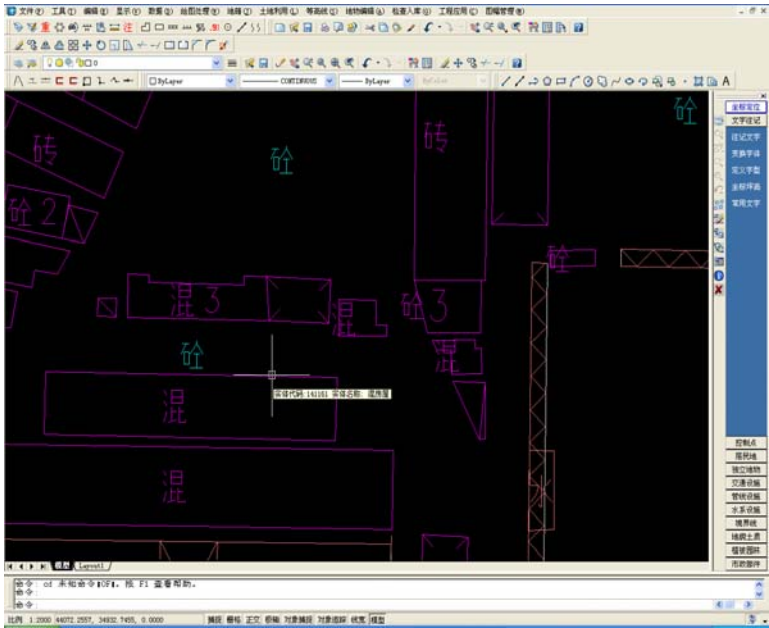 文件(F) 工具(T) 编辑(E) 显示(V) 数据(D) 绘图处理(W) 地籍(J) 土地利用(L) 等高线(S) 地物编辑(A) 检查入库(G) 工程应用(C) 图幅管理(M)
ByLayer CONTINUOUS ByLayer ByColor
坐标定位
文字注记
注记文字
变换字体
定义字型
坐标坪高
常用文字
砼
砖
砼
砖
砼2
砼
混3
混
砼3
砼
混
实体代码:141161 实体名称: 混房屋
混
混
控制点
居民地
独立地物
交通设施
管线设施
水系设施
境界线
地貌土质
植被园林
市政部件
模型 Layout1
命令: of 未知命令“OF”。按 F1 查看帮助。
命令:
命令:
比例 1:2000 44072.2557, 34932.7455, 0.0000 捕捉 栅格 正交 极轴 对象捕捉 对象追踪 线宽 模型